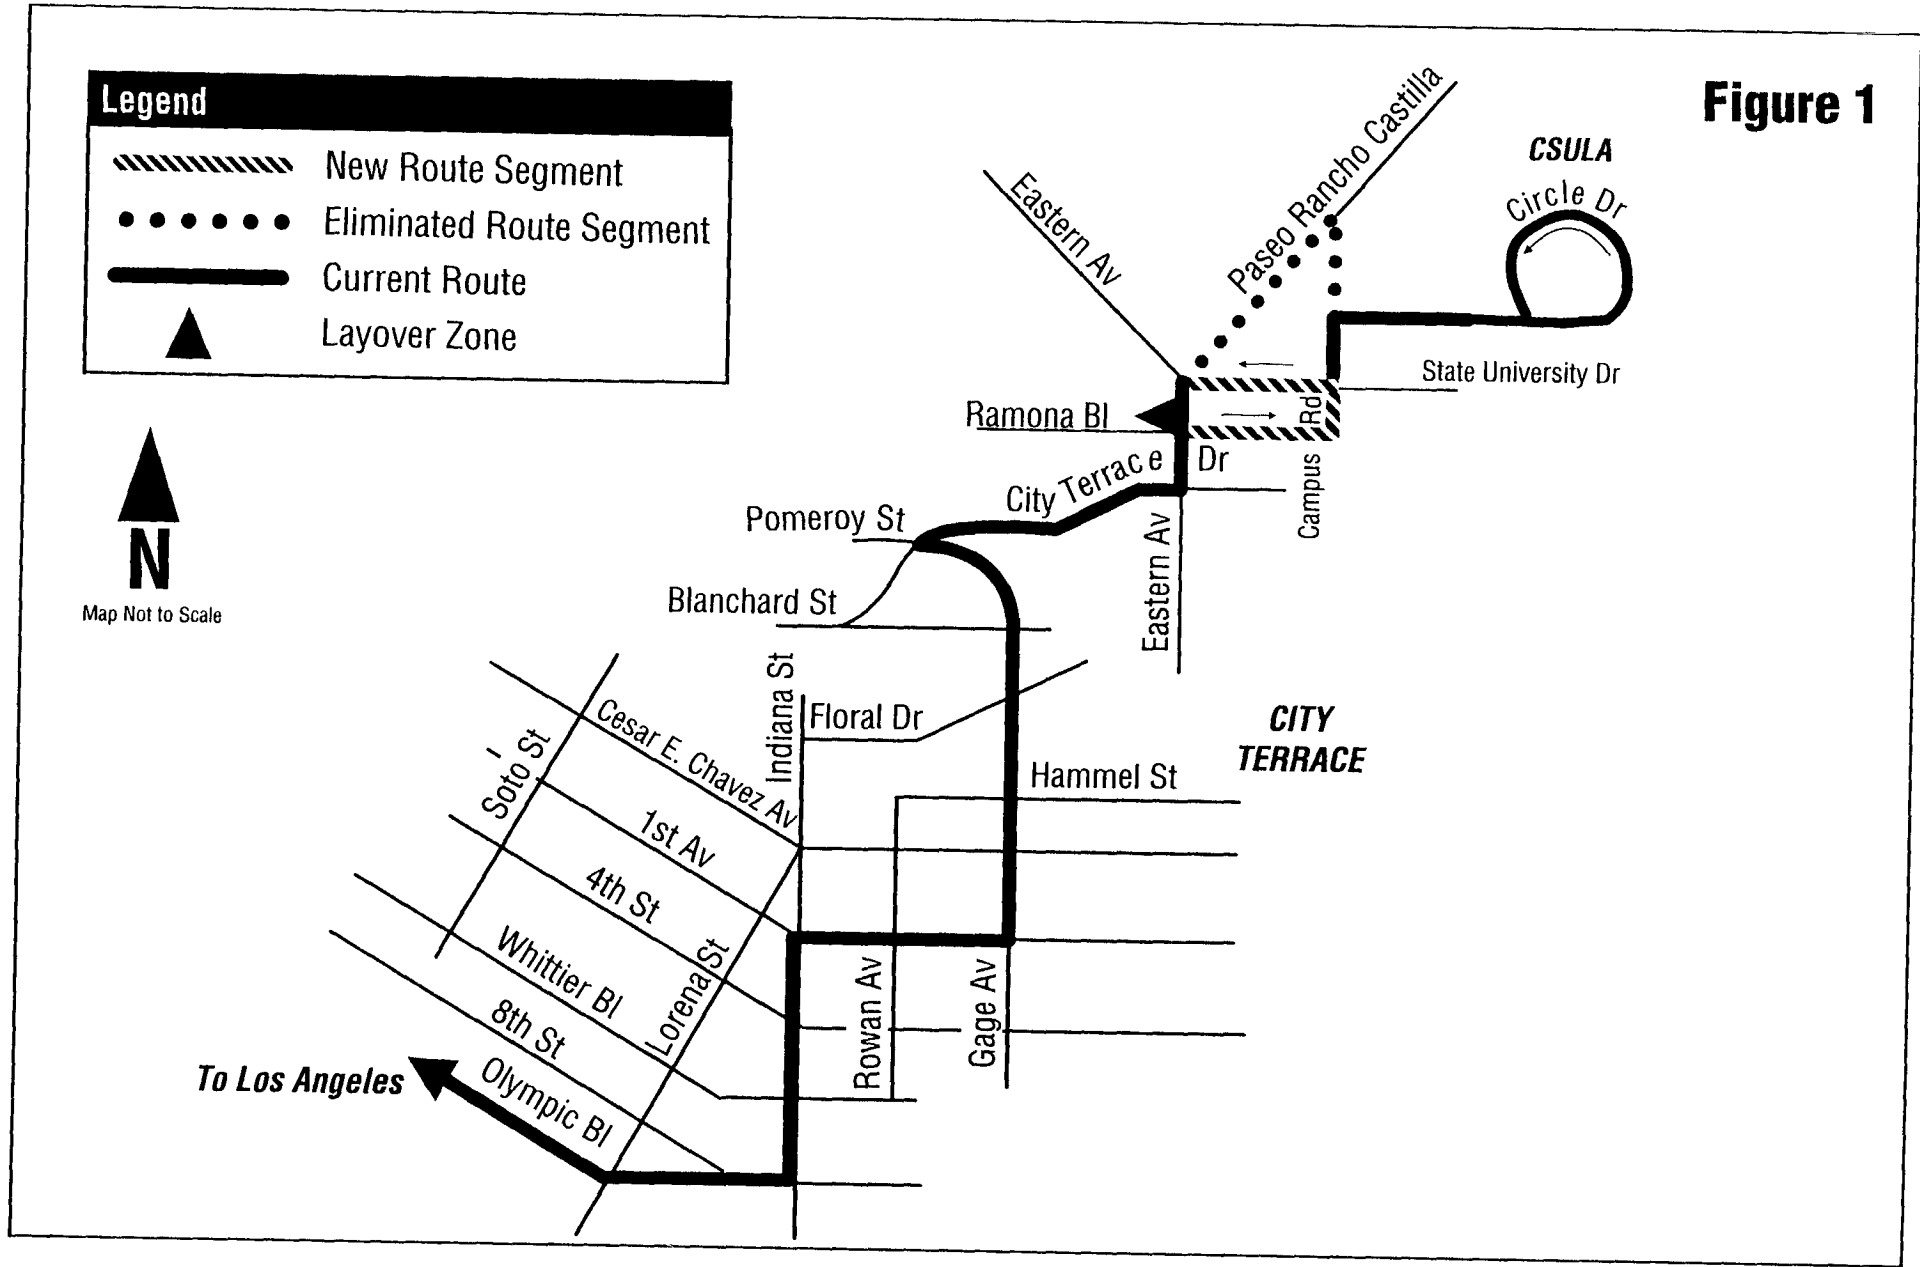 Figure 1
Legend
New Route Segment
Eliminated Route Segment
Current Route
Layover Zone
N
Map Not to Scale
Eastern Av
Paseo Rancho Castilla
CSULA
Circle Dr
State University Dr
Ramona Bl
Campus Rd
City Terrace Dr
Pomeroy St
Eastern Av
Blanchard St
Indiana St
Floral Dr
CITY
TERRACE
Cesar E. Chavez Av
Soto St
Hammel St
1st Av
4th St
Whittier Bl
Lorena St
Rowan Av
Gage Av
8th St
To Los Angeles
Olympic Bl